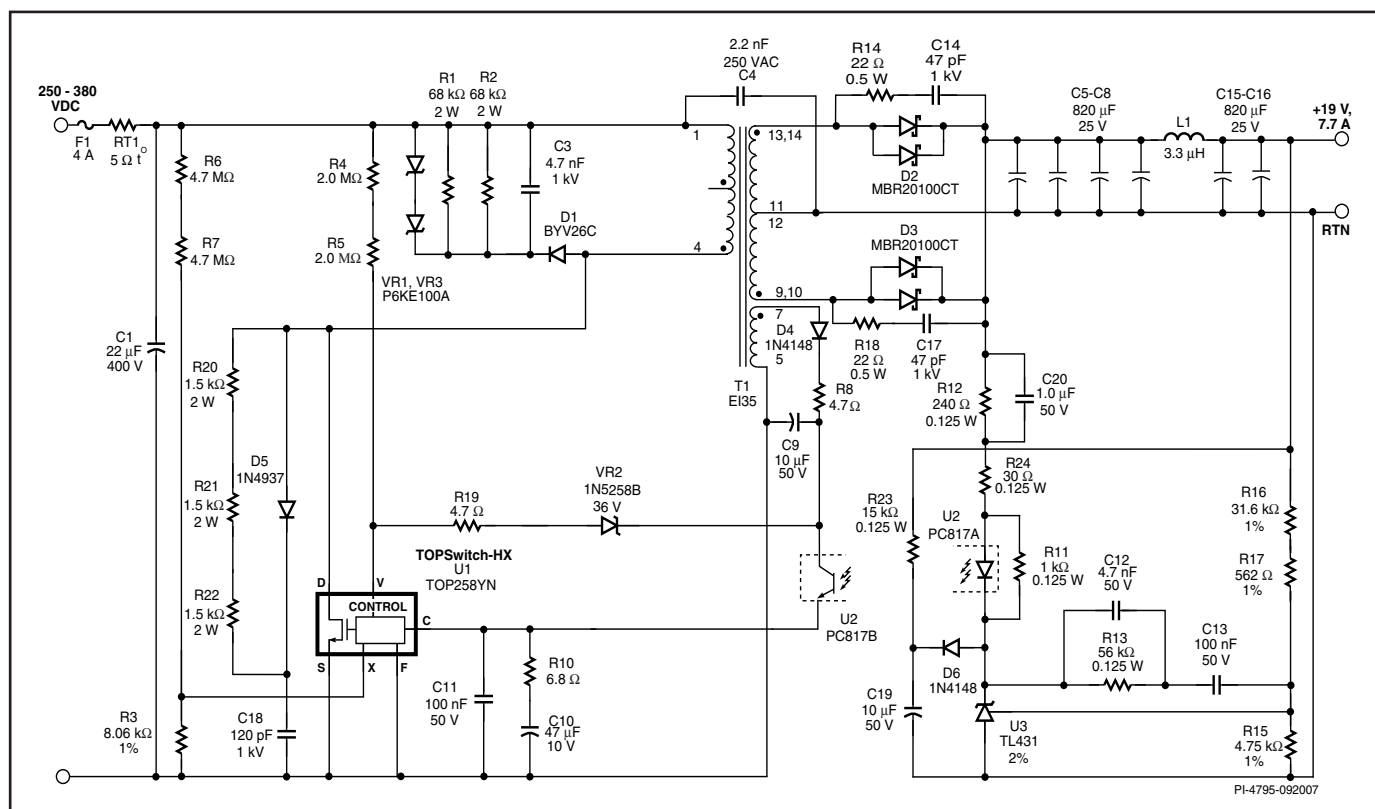 2.2 nF
250 VAC
C4
R14
22 Ω
0.5 W
C14
47 pF
1 kV
250 - 380
VDC
F1
4 A
RT1
5 Ω
t°
R1
68 kΩ
2 W
R2
68 kΩ
2 W
C5-C8
820 µF
25 V
C15-C16
820 µF
25 V
+19 V,
7.7 A
L1
3.3 µH
R6
4.7 MΩ
R4
2.0 MΩ
C3
4.7 nF
1 kV
1
13,14
D2
MBR20100CT
11
12
RTN
R7
4.7 MΩ
R5
2.0 MΩ
D1
BYV26C
4
D3
MBR20100CT
VR1, VR3
P6KE100A
9,10
7
D4
1N4148
5
R18
22 Ω
0.5 W
C17
47 pF
1 kV
C1
22 µF
400 V
R20
1.5 kΩ
2 W
T1
EI35
R8
4.7 Ω
R12
240 Ω
0.125 W
C20
1.0 µF
50 V
C9
10 µF
50 V
D5
1N4937
R21
1.5 kΩ
2 W
R19
4.7 Ω
VR2
1N5258B
36 V
R24
30 Ω
0.125 W
R23
15 kΩ
0.125 W
R16
31.6 kΩ
1%
U2
PC817A
R11
1 kΩ
0.125 W
R17
562 Ω
1%
TOPSwitch-HX
U1
TOP258YN
D
V
CONTROL
C
S
X
F
R22
1.5 kΩ
2 W
U2
PC817B
C12
4.7 nF
50 V
R13
56 kΩ
0.125 W
C13
100 nF
50 V
D6
1N4148
R10
6.8 Ω
C11
100 nF
50 V
C10
47 µF
10 V
C19
10 µF
50 V
R3
8.06 kΩ
1%
C18
120 pF
1 kV
U3
TL431
2%
R15
4.75 kΩ
1%
PI-4795-092007